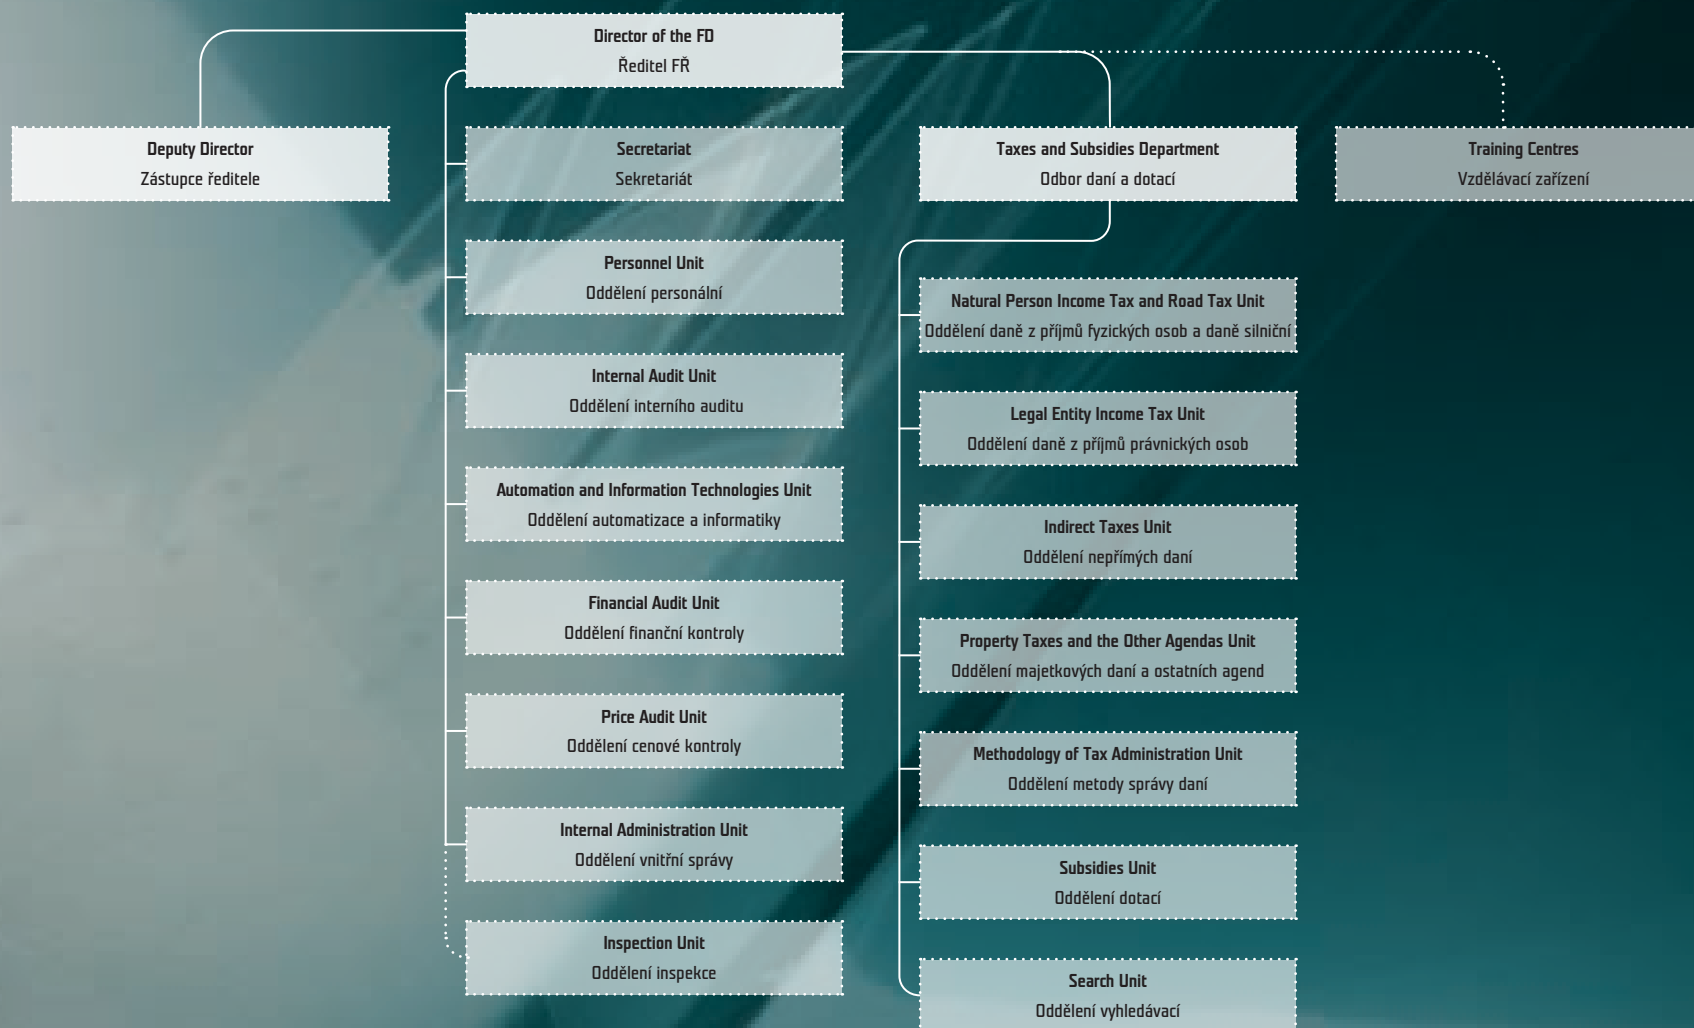 Director of the FD
Ředitel FŘ
Deputy Director
Zástupce ředitele
Secretariat
Sekretariát
Personnel Unit
Oddělení personální
Internal Audit Unit
Oddělení interního auditu
Automation and Information Technologies Unit
Oddělení automatizace a informatiky
Financial Audit Unit
Oddělení finanční kontroly
Price Audit Unit
Oddělení cenové kontroly
Internal Administration Unit
Oddělení vnitřní správy
Inspection Unit
Oddělení inspekce
Taxes and Subsidies Department
Odbor daní a dotací
Natural Person Income Tax and Road Tax Unit
Oddělení daně z příjmů fyzických osob a daně silniční
Legal Entity Income Tax Unit
Oddělení daně z příjmů právnických osob
Indirect Taxes Unit
Oddělení nepřímých daní
Property Taxes and the Other Agendas Unit
Oddělení majetkových daní a ostatních agend
Methodology of Tax Administration Unit
Oddělení metody správy daní
Subsidies Unit
Oddělení dotací
Search Unit
Oddělení vyhledávací
Training Centres
Vzdělávací zařízení